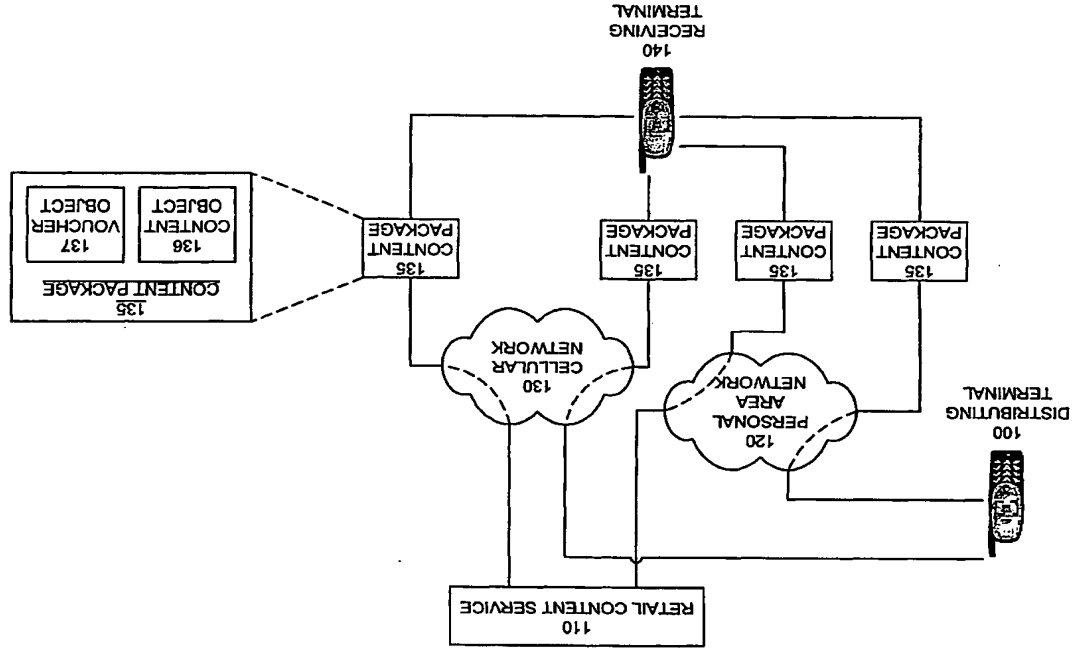 110
RETAIL CONTENT SERVICE
100
DISTRIBUTING
TERMINAL
120
PERSONAL
AREA
NETWORK
130
CELLULAR
NETWORK
135
CONTENT
PACKAGE
135
CONTENT
PACKAGE
135
CONTENT
PACKAGE
135
CONTENT
PACKAGE
135
CONTENT PACKAGE
136
CONTENT
OBJECT
137
VOUCHER
OBJECT
140
RECEIVING
TERMINAL